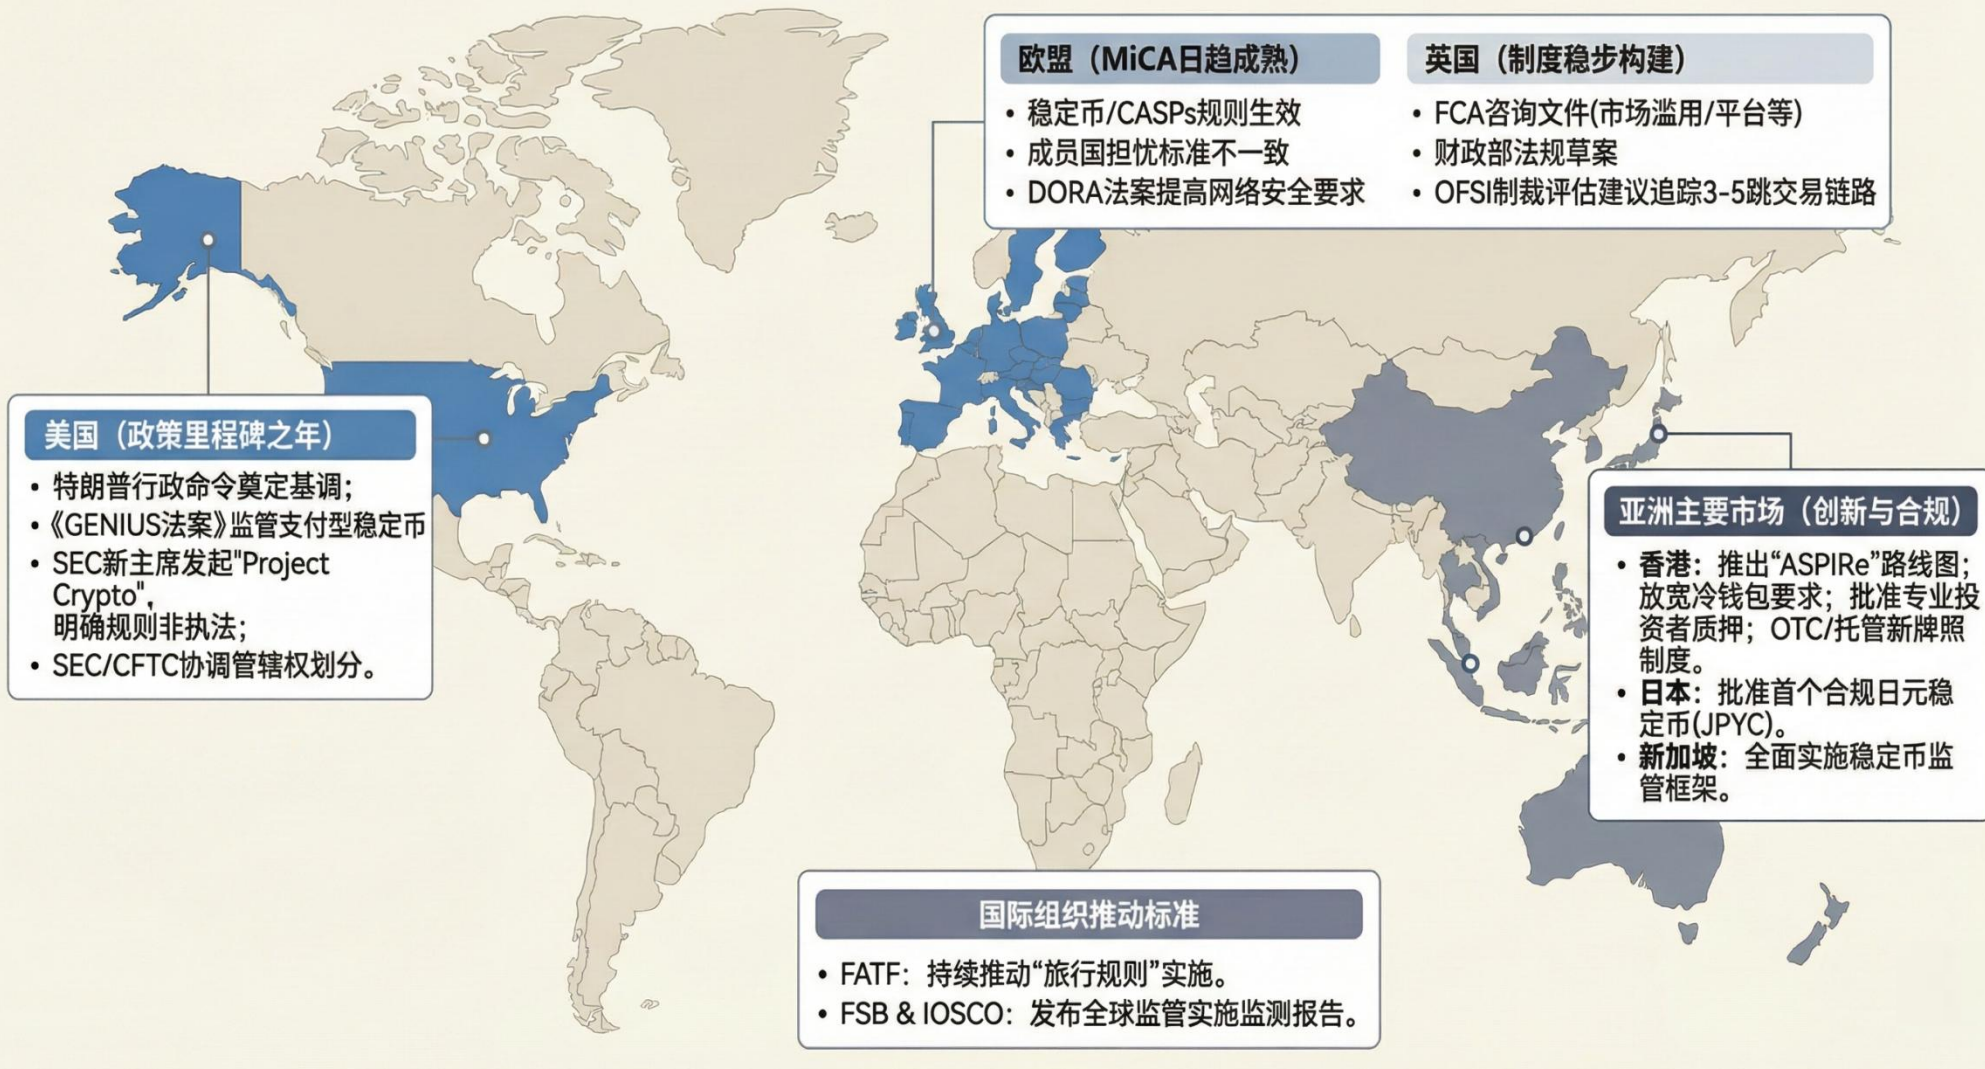 欧盟（MiCA日趋成熟）
• 稳定币/CASPs规则生效
• 成员国担忧标准不一致
• DORA法案提高网络安全要求
英国（制度稳步构建）
• FCA咨询文件(市场滥用/平台等)
• 财政部法规草案
• OFSI制裁评估建议追踪3-5跳交易链路
美国（政策里程碑之年）
• 特朗普行政命令奠定基调；
• 《GENIUS法案》监管支付型稳定币
• SEC新主席发起"Project
Crypto",
明确规则非执法；
• SEC/CFTC协调管辖权划分。
亚洲主要市场（创新与合规）
• 香港：推出“ASPIRe”路线图；
放宽冷钱包要求；批准专业投
资者质押；OTC/托管新牌照
制度。
• 日本：批准首个合规日元稳
定币(JPYC)。
• 新加坡：全面实施稳定币监
管框架。
国际组织推动标准
• FATF：持续推动“旅行规则”实施。
• FSB & IOSCO：发布全球监管实施监测报告。